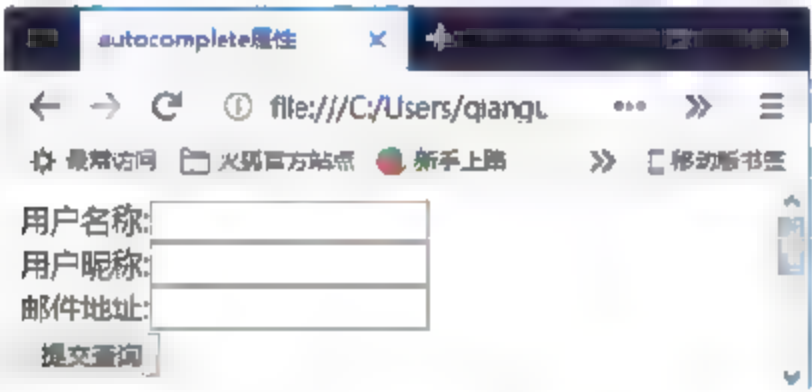 autocomplete属性
file:///C:/Users/qiangu
最常访问 火狐官方站点 新手上路 移动版书签
用户名称:
用户昵称:
邮件地址:
提交查询